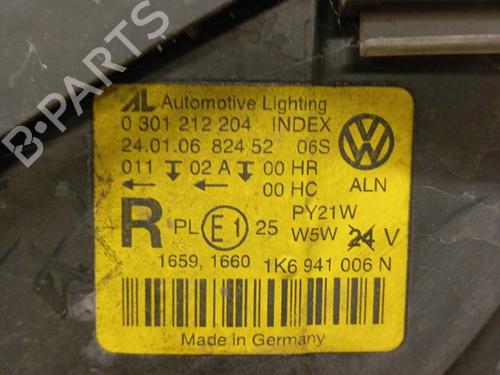 B-PARTS
AL Automotive Lighting
0 301 212 204 INDEX
24.01.06 824 52 06S
011 02 A 00 HR
00 HC
ALN
R PL E1 25 PY21W
W5W 24 V
1659, 1660 1K6 941 006 N
Made in Germany